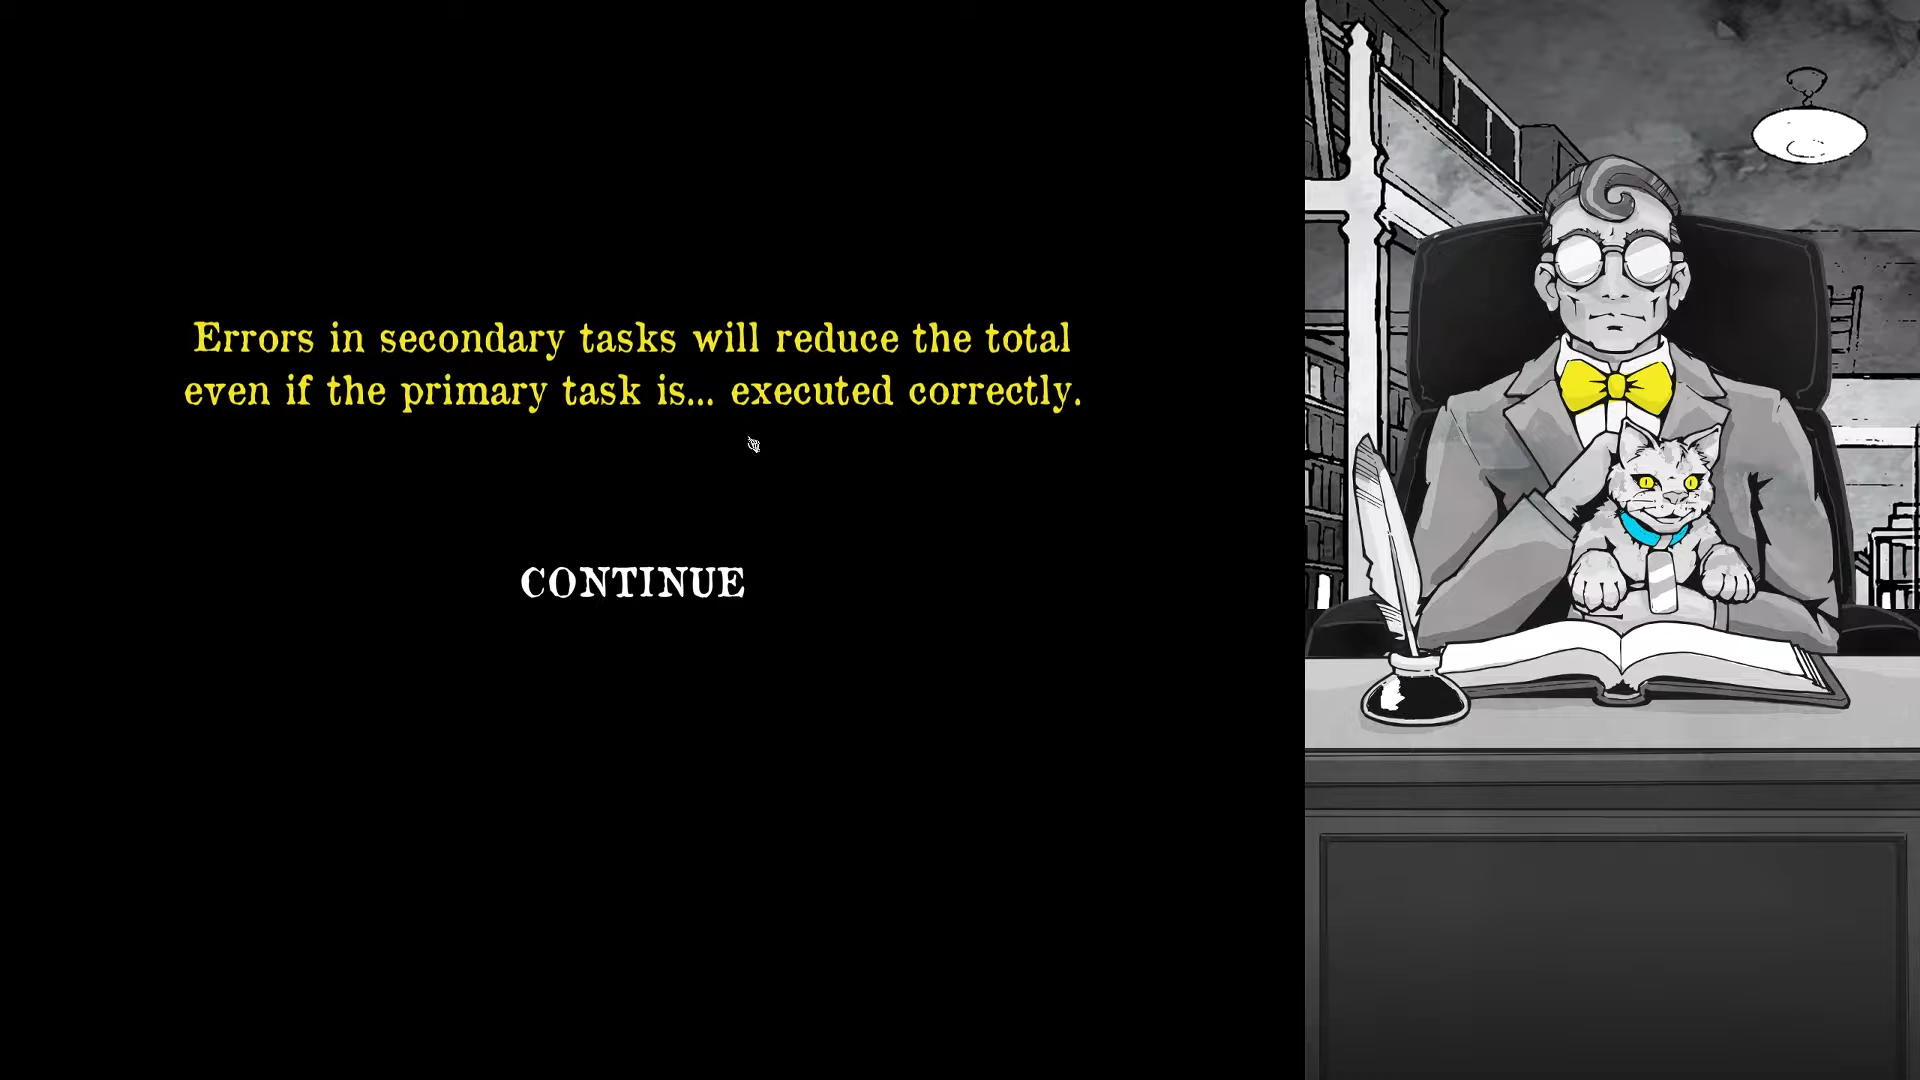 Errors in secondary tasks will reduce the total
even if the primary task is... executed correctly.
CONTINUE